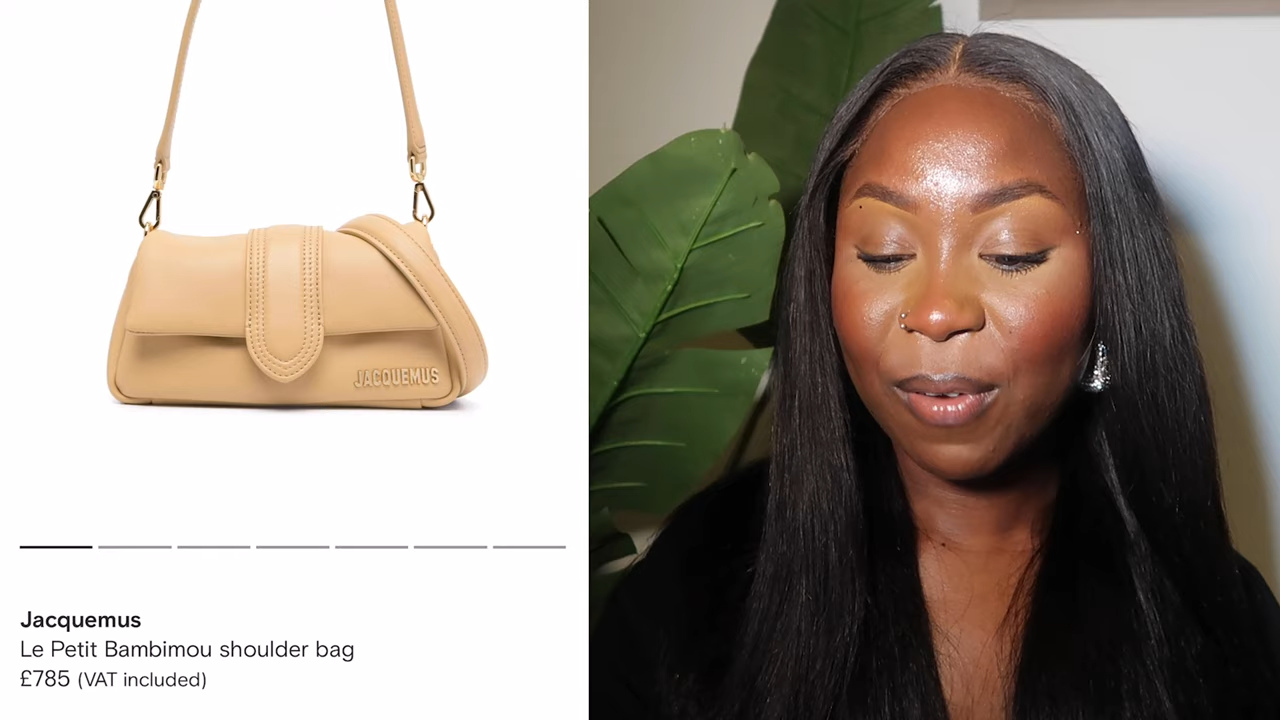 JACQUEMUS
Jacquemus
Le Petit Bambimou shoulder bag
£785 (VAT included)